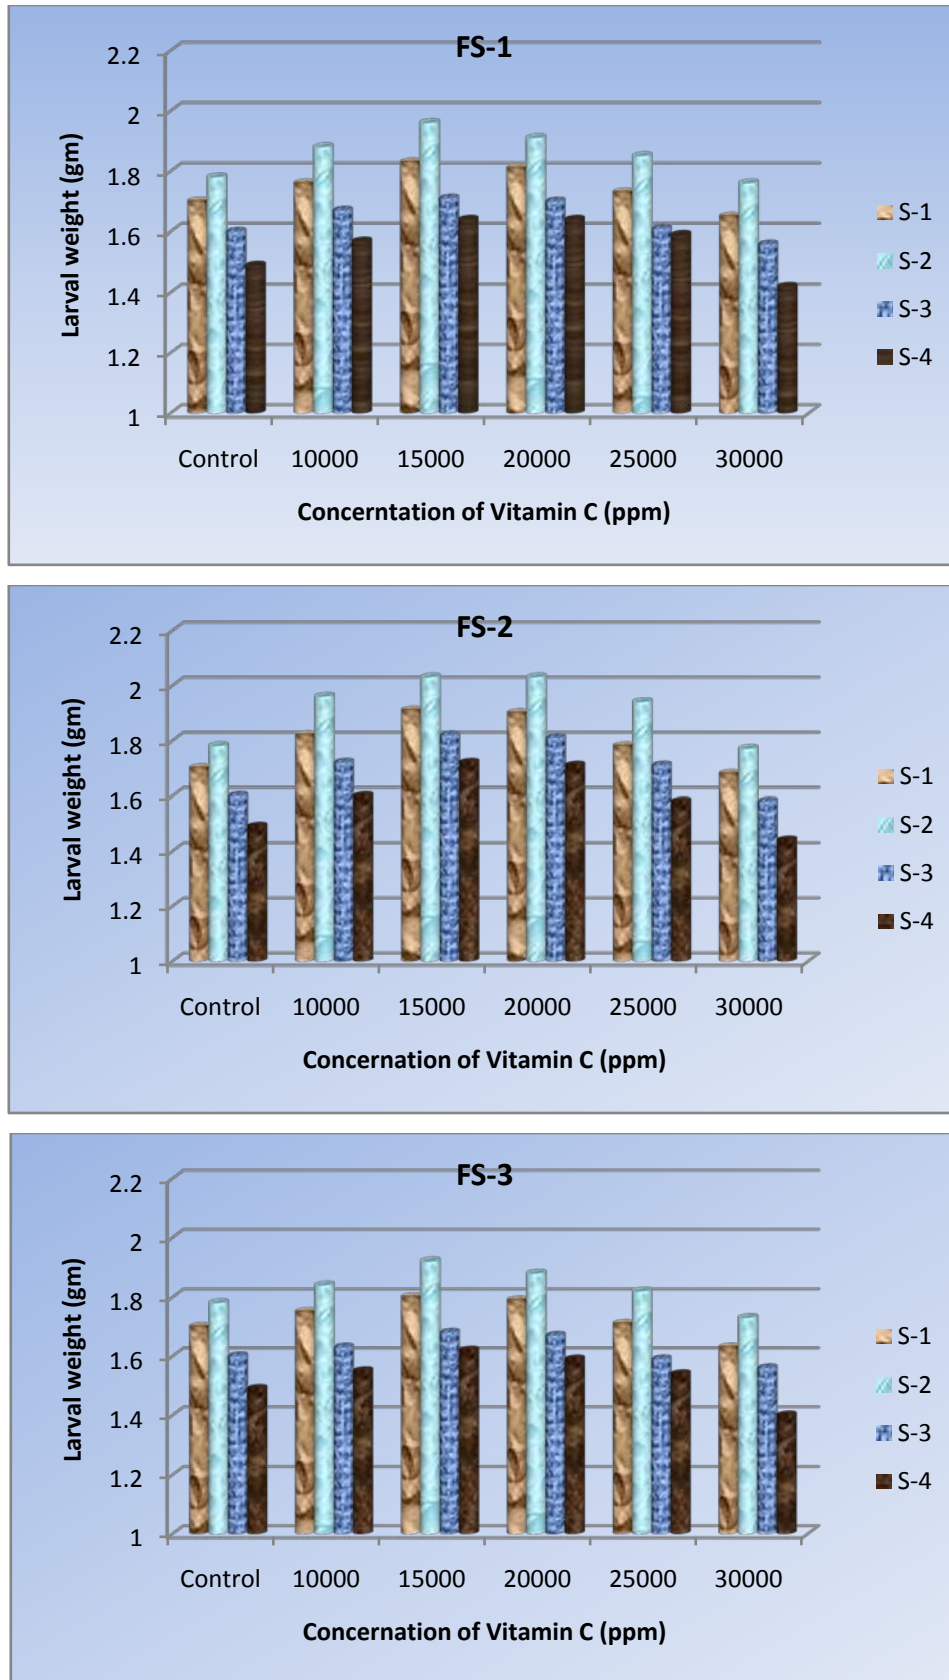 FS-1
2.2
2
1.8
1.6
1.4
1.2
1
Larval weight (gm)
Control 10000 15000 20000 25000 30000
Concerntation of Vitamin C (ppm)
S-1
S-2
S-3
S-4
FS-2
2.2
2
1.8
1.6
1.4
1.2
1
Larval weight (gm)
Control 10000 15000 20000 25000 30000
Concernation of Vitamin C (ppm)
S-1
S-2
S-3
S-4
FS-3
2.2
2
1.8
1.6
1.4
1.2
1
Larval weight (gm)
Control 10000 15000 20000 25000 30000
Concernation of Vitamin C (ppm)
S-1
S-2
S-3
S-4